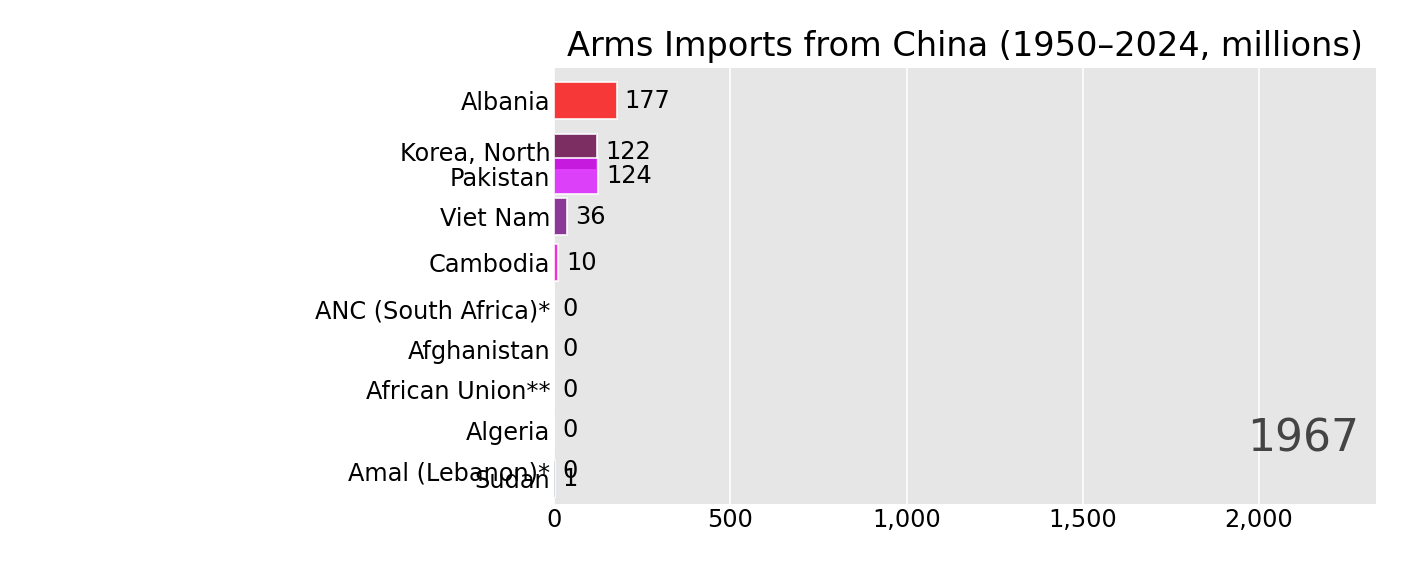 Arms Imports from China (1950–2024, millions)
Albania 177
Korea, North 122
Pakistan 124
Viet Nam 36
Cambodia 10
ANC (South Africa)* 0
Afghanistan 0
African Union** 0
Algeria 0
1967
Amal (Lebanon)* 0
Sudan 1
0 500 1,000 1,500 2,000